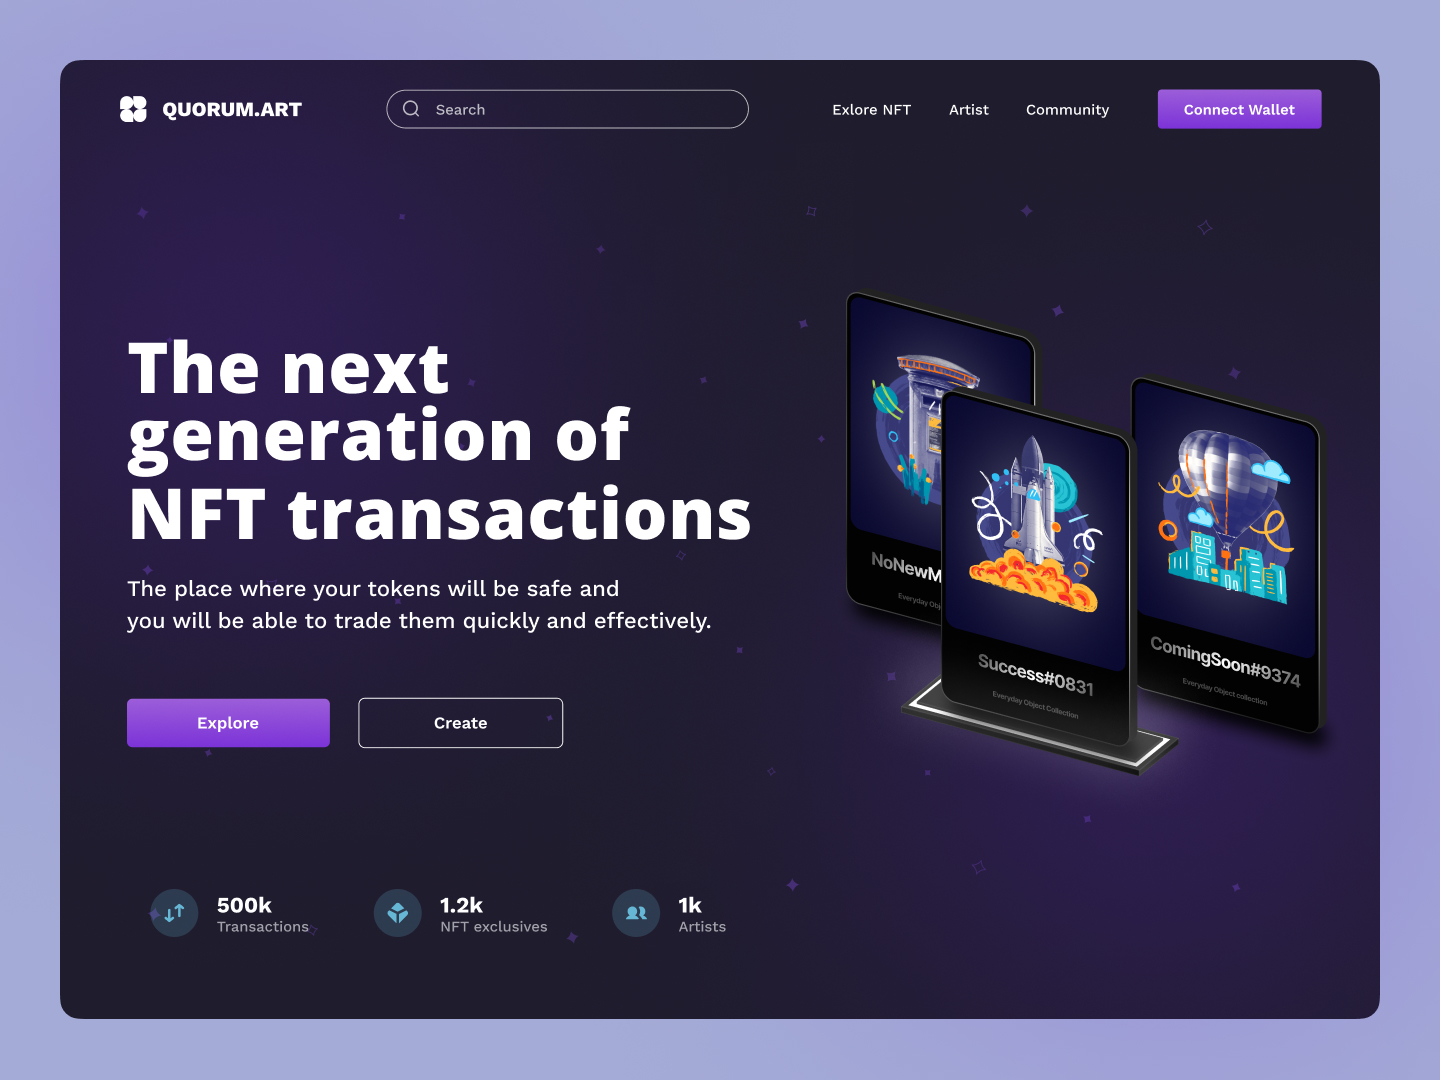 QUORUM.ART
Search
Exlore NFT
Artist
Community
Connect Wallet
The next
generation of
NFT transactions
The place where your tokens will be safe and
you will be able to trade them quickly and effectively.
Explore
Create
500k
Transactions
1.2k
NFT exclusives
1k
Artists
NoNewM
Everyday Obj
Success#0831
Everyday Object Collection
ComingSoon#9374
Everyday Object collection